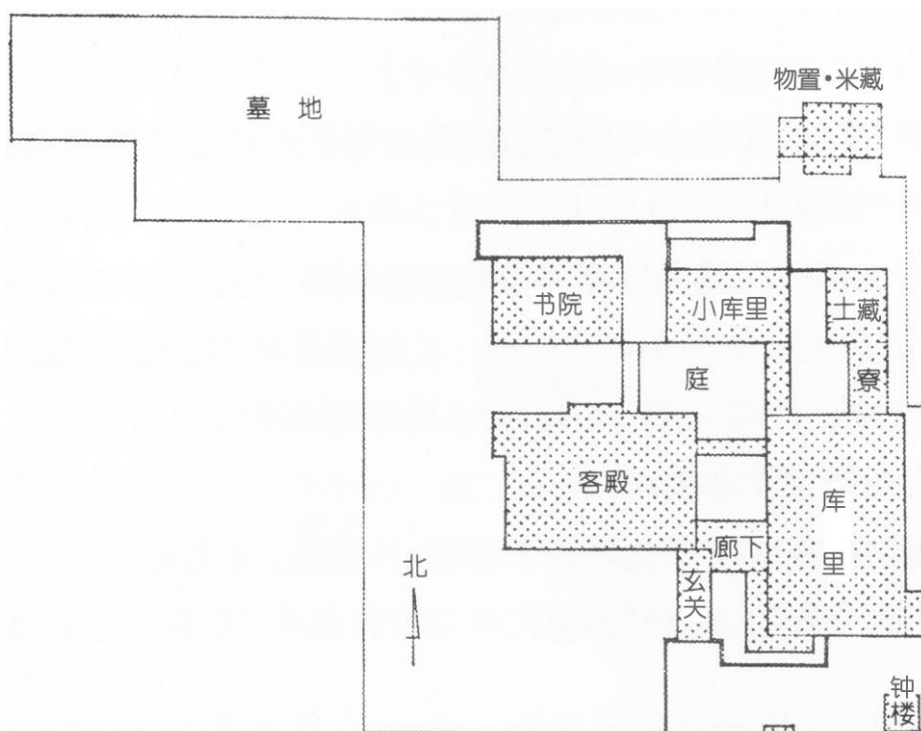 墓 地
物置·米藏
书院
小库里
土藏
庭
寮
客殿
库里
廊下
玄关
北
钟楼